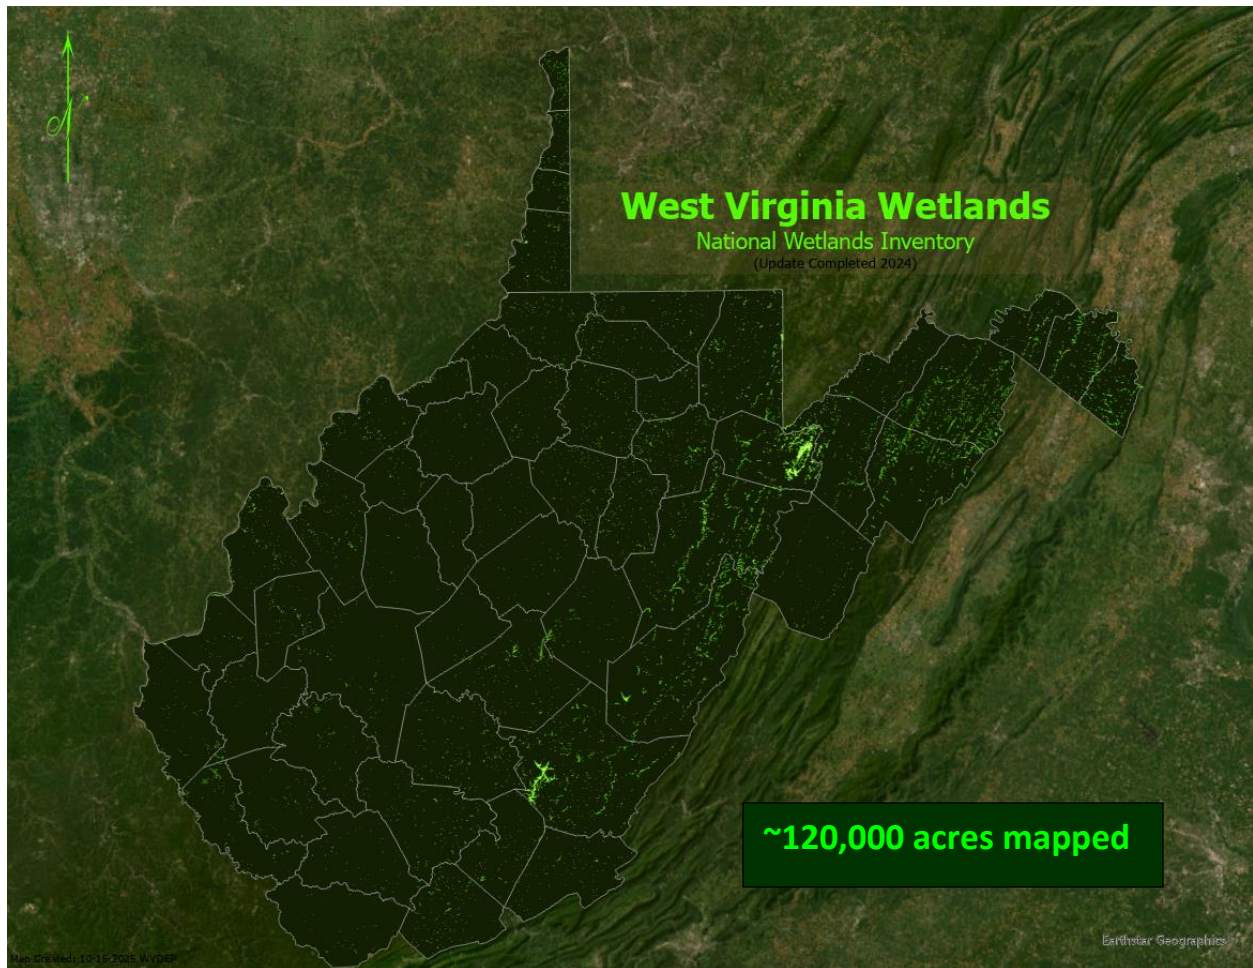 West Virginia Wetlands
National Wetlands Inventory
(Update Completed 2024)
~120,000 acres mapped
Earthstar Geographics
Map Created: 10-15-2025 WVDEP